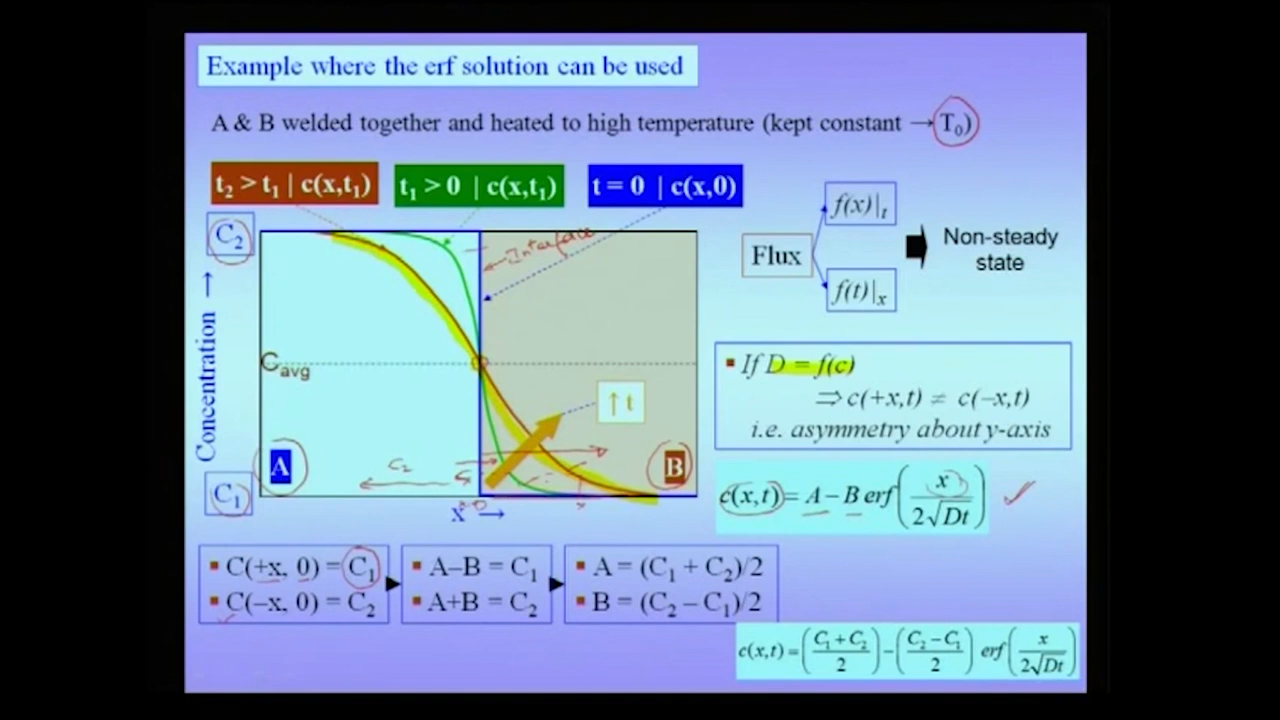 Example where the erf solution can be used
A & B welded together and heated to high temperature (kept constant → T₀)
t₂ > t₁ | c(x,t₁)
t₁ > 0 | c(x,t₁)
t = 0 | c(x,0)
C₂
Interface
Concentration →
Cavg
↑ t
A
B
C₂
C₁
x=0
X →
Flux
f(x)|ₜ
f(t)|ₓ
Non-steady
state
▪ If D = f(c)
⇒ c(+x,t) ≠ c(−x,t)
i.e. asymmetry about y-axis
c(x,t) = A − B erf(x / 2√Dt)
▪ C(+x, 0) = C₁
▪ C(−x, 0) = C₂
▪ A−B = C₁
▪ A+B = C₂
▪ A = (C₁ + C₂)/2
▪ B = (C₂ − C₁)/2
c(x,t) = ((C₁ + C₂) / 2) − ((C₂ − C₁) / 2) erf(x / 2√Dt)